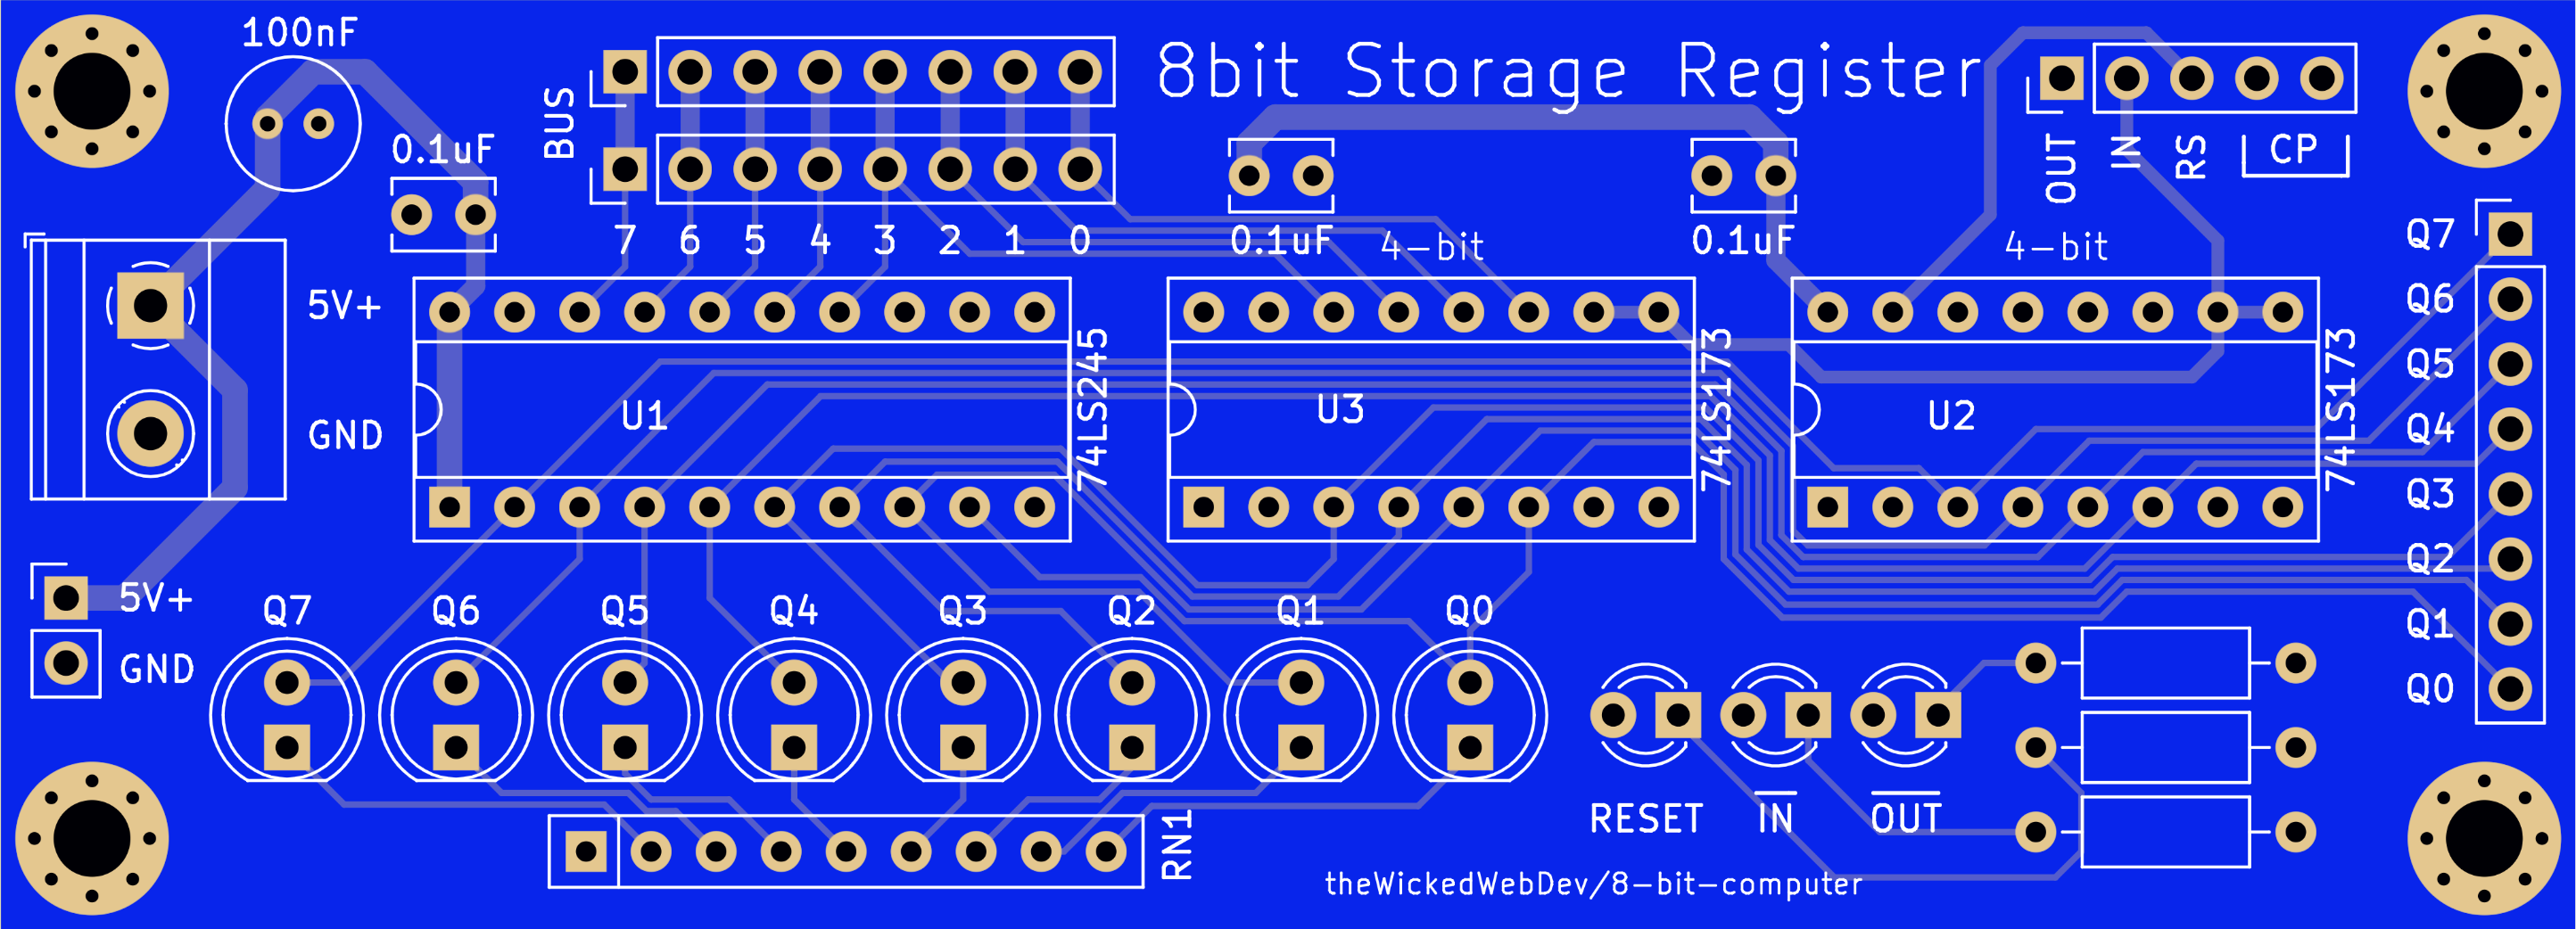 100nF
8bit Storage Register
BUS
0.1uF
OUT
IN
RS
CP
7 6 5 4 3 2 1 0
0.1uF
4-bit
0.1uF
4-bit
5V+
GND
U1
74LS245
U3
74LS173
U2
74LS173
Q7
Q6
Q5
Q4
Q3
Q2
Q1
Q0
5V+
GND
Q7 Q6 Q5 Q4 Q3 Q2 Q1 Q0
RN1
RESET
IN
OUT
theWickedWebDev/8-bit-computer